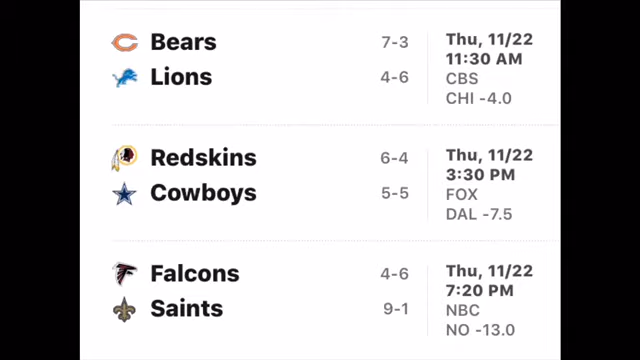 Bears 7-3 Thu, 11/22
11:30 AM
Lions 4-6 CBS
CHI -4.0
Redskins 6-4 Thu, 11/22
3:30 PM
Cowboys 5-5 FOX
DAL -7.5
Falcons 4-6 Thu, 11/22
7:20 PM
Saints 9-1 NBC
NO -13.0